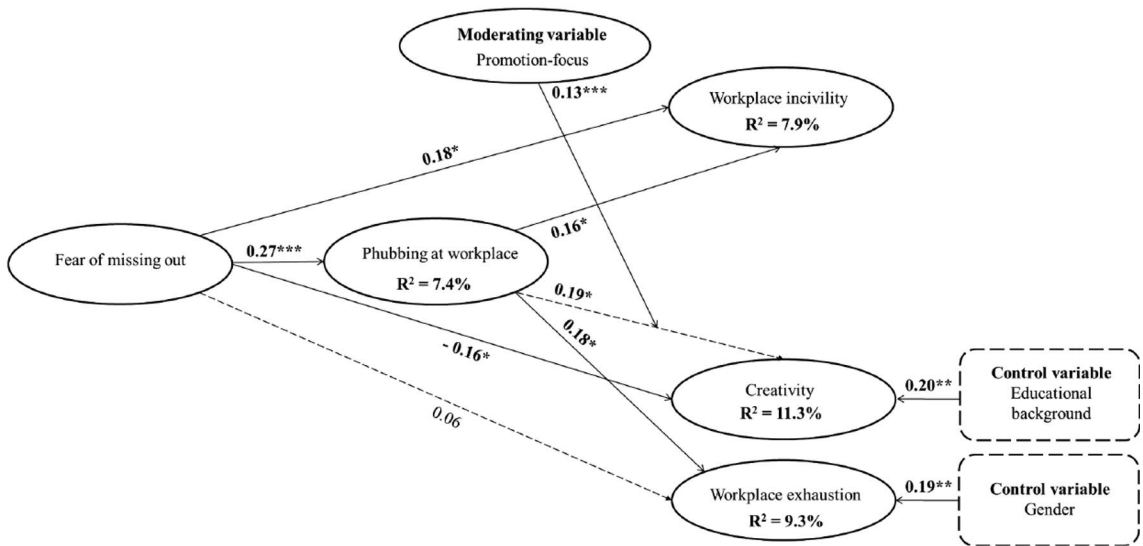 Moderating variable
Promotion-focus
0.13***
Workplace incivility
R² = 7.9%
0.18*
0.16*
Fear of missing out
0.27***
Phubbing at workplace
R² = 7.4%
0.19*
0.18*
- 0.16*
0.06
Creativity
R² = 11.3%
0.20**
Control variable
Educational
background
Workplace exhaustion
R² = 9.3%
0.19**
Control variable
Gender